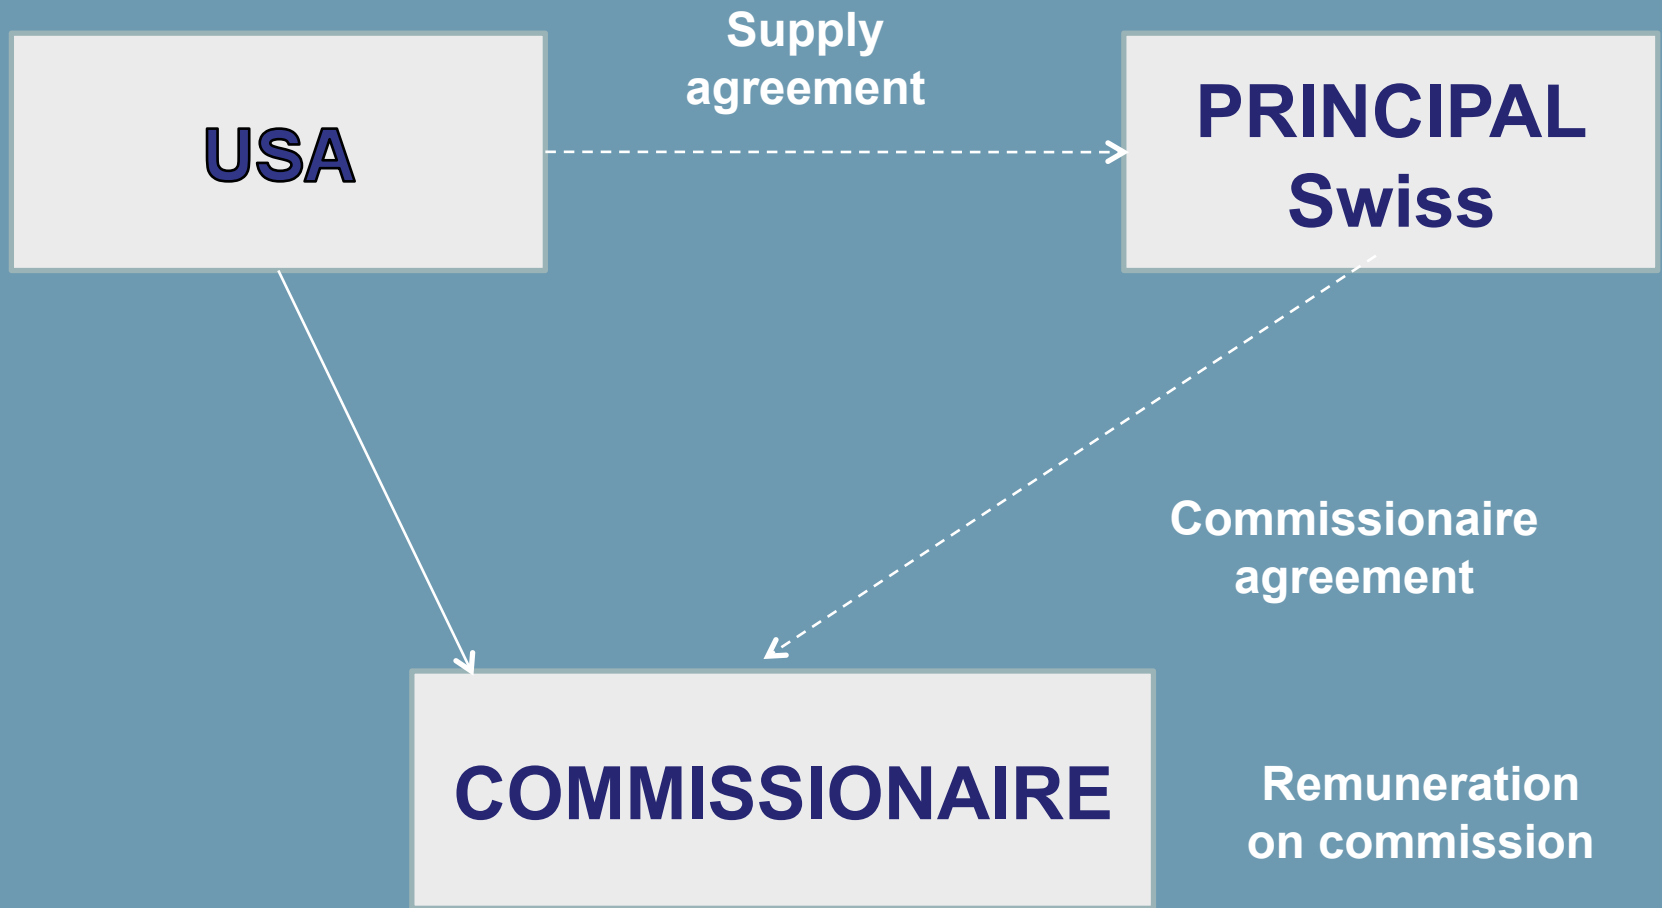 Supply
agreement
USA
PRINCIPAL
Swiss
Commissionaire
agreement
COMMISSIONAIRE
Remuneration
on commission